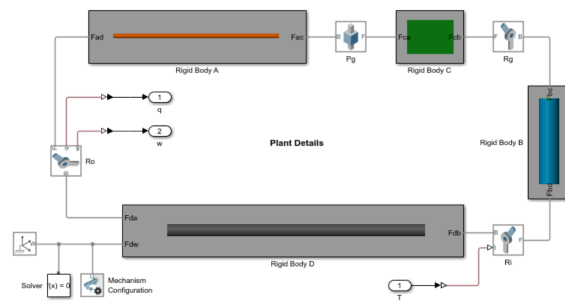 Fad
Fac
B
F
Fca
Fcb
F
B
Rigid Body A
Pg
Rigid Body C
Rg
Fbc
1
q
2
w
Plant Details
Rigid Body B
Ro
Fbd
Fda
Fdw
Fdb
B
F
t
Rigid Body D
Ri
W
Solver
f(x) = 0
Mechanism
Configuration
1
T